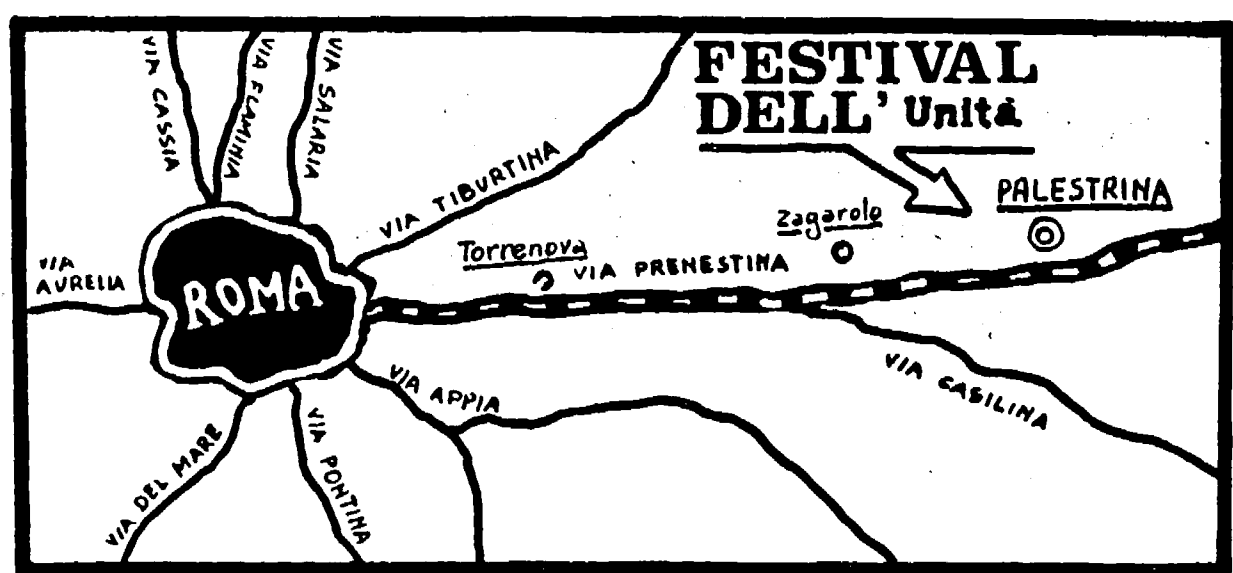 FESTIVAL
DELL' Unità
VIA CASSIA
VIA FLAMINIA
VIA SALARIA
VIA TIBURTINA
PALESTRINA
Zagarolo
Torrenova
VIA PRENESTINA
VIA
AURELIA
ROMA
VIA APPIA
VIA CASILINA
VIA DEL MARE
VIA PONTINA